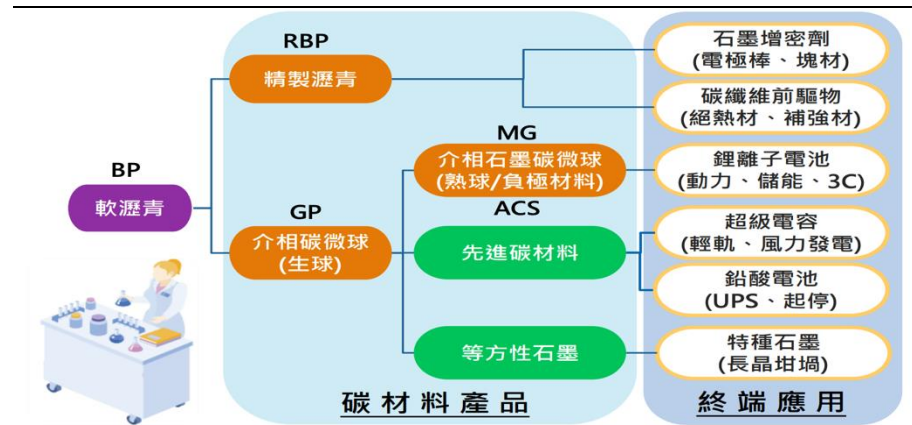 RBP
精製瀝青
石墨增密劑
(電極棒、塊材)
碳纖維前驅物
(絕熱材、補強材)
BP
軟瀝青
GP
介相碳微球
(生球)
MG
介相石墨碳微球
(熟球/負極材料)
鋰離子電池
(動力、儲能、3C)
ACS
先進碳材料
超級電容
(輕軌、風力發電)
鉛酸電池
(UPS、起停)
等方性石墨
特種石墨
(長晶坩堝)
碳材料產品
終端應用